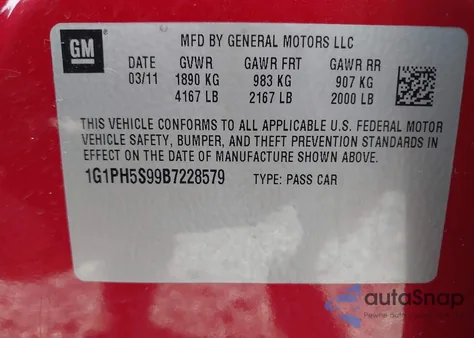 GM
MFD BY GENERAL MOTORS LLC
DATE GVWR GAWR FRT GAWR RR
03/11 1890 KG 983 KG 907 KG
4167 LB 2167 LB 2000 LB
THIS VEHICLE CONFORMS TO ALL APPLICABLE U.S. FEDERAL MOTOR
VEHICLE SAFETY, BUMPER, AND THEFT PREVENTION STANDARDS IN
EFFECT ON THE DATE OF MANUFACTURE SHOWN ABOVE.
1G1PH5S99B7228579 TYPE: PASS CAR
autoSnap
Pewne auto z